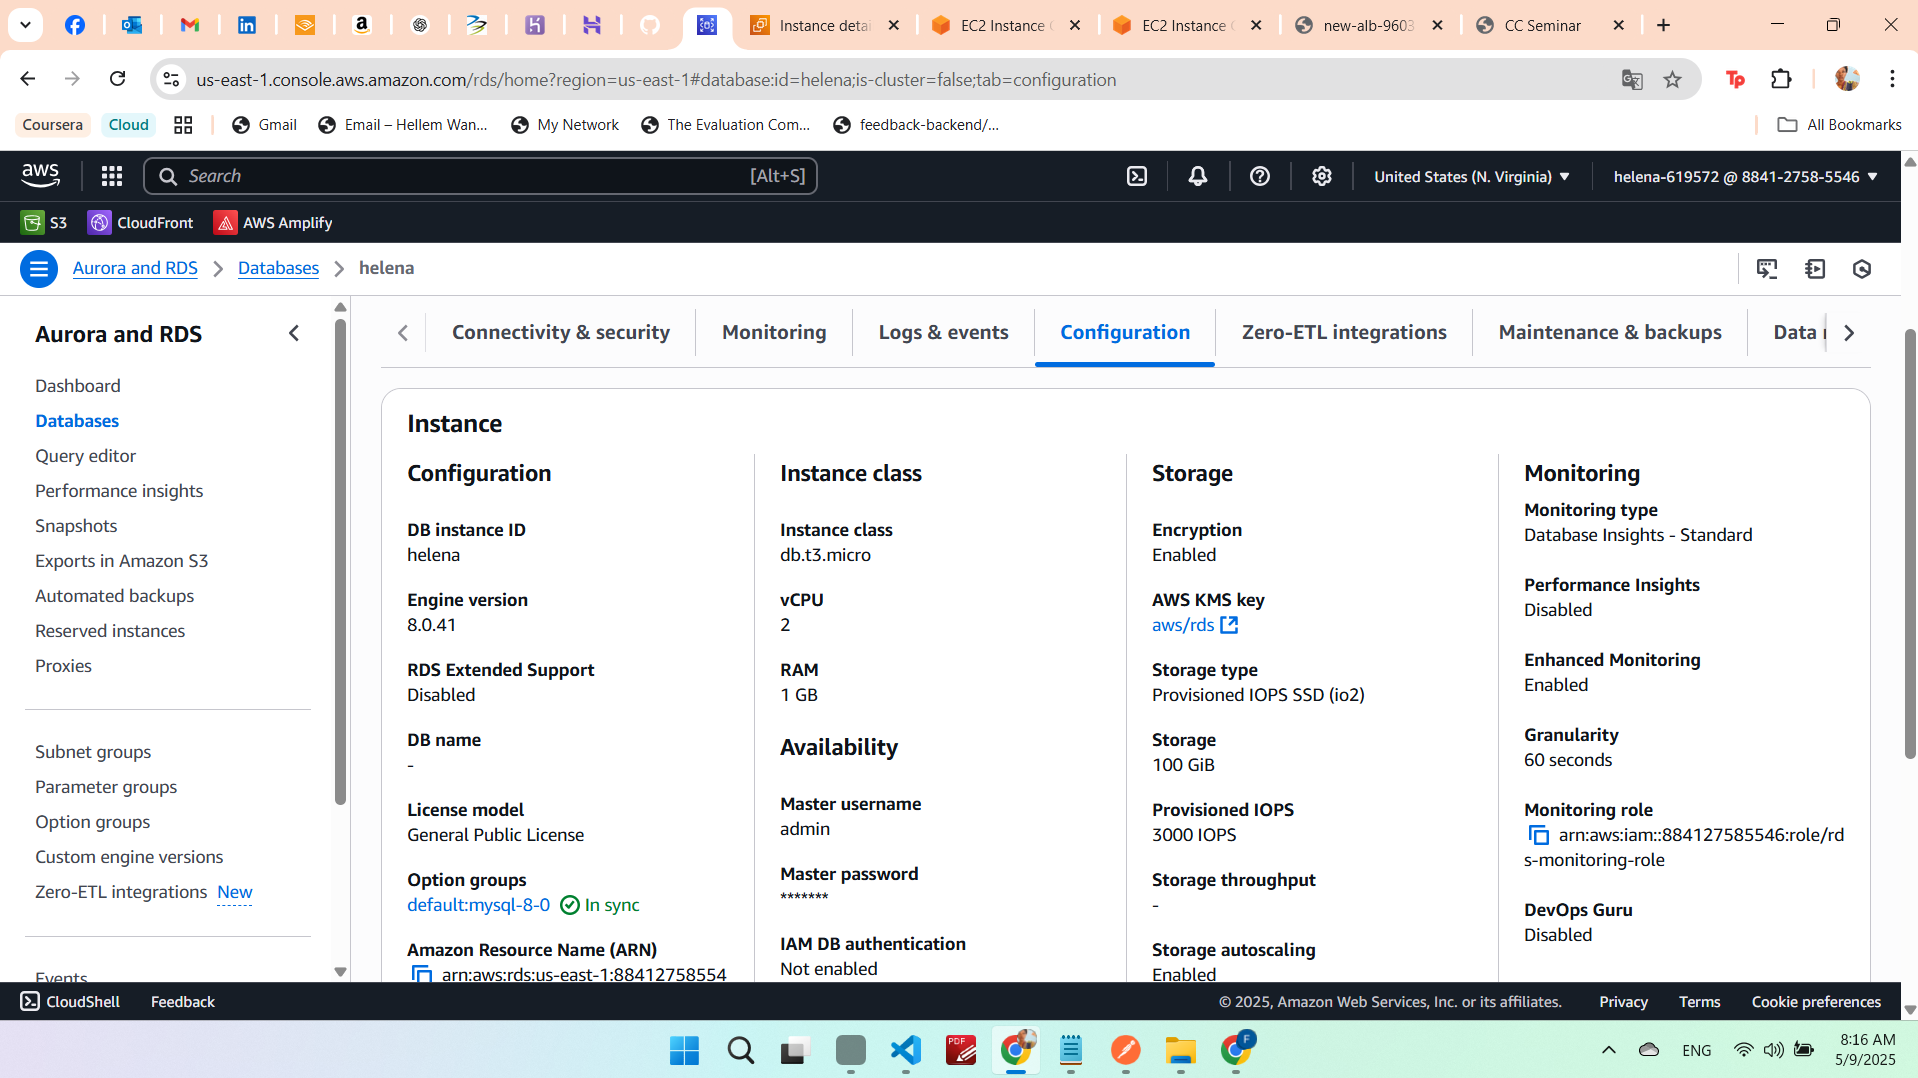 Instance detai
EC2 Instance C
EC2 Instance C
new-alb-9603
CC Seminar
us-east-1.console.aws.amazon.com/rds/home?region=us-east-1#database:id=helena;is-cluster=false;tab=configuration
Coursera
Cloud
Gmail
Email – Hellem Wan...
My Network
The Evaluation Com...
feedback-backend/...
All Bookmarks
aws
Search
[Alt+S]
United States (N. Virginia)
helena-619572 @ 8841-2758-5546
S3
CloudFront
AWS Amplify
Aurora and RDS
Databases
helena
Aurora and RDS
Dashboard
Databases
Query editor
Performance insights
Snapshots
Exports in Amazon S3
Automated backups
Reserved instances
Proxies
Subnet groups
Parameter groups
Option groups
Custom engine versions
Zero-ETL integrations New
Events
Connectivity & security
Monitoring
Logs & events
Configuration
Zero-ETL integrations
Maintenance & backups
Data
Instance
Configuration
DB instance ID
helena
Engine version
8.0.41
RDS Extended Support
Disabled
DB name
-
License model
General Public License
Option groups
default:mysql-8-0 In sync
Amazon Resource Name (ARN)
arn:aws:rds:us-east-1:88412758554
Instance class
Instance class
db.t3.micro
vCPU
2
RAM
1 GB
Availability
Master username
admin
Master password
*******
IAM DB authentication
Not enabled
Storage
Encryption
Enabled
AWS KMS key
aws/rds
Storage type
Provisioned IOPS SSD (io2)
Storage
100 GiB
Provisioned IOPS
3000 IOPS
Storage throughput
-
Storage autoscaling
Enabled
Monitoring
Monitoring type
Database Insights - Standard
Performance Insights
Disabled
Enhanced Monitoring
Enabled
Granularity
60 seconds
Monitoring role
arn:aws:iam::884127585546:role/rd
s-monitoring-role
DevOps Guru
Disabled
CloudShell
Feedback
© 2025, Amazon Web Services, Inc. or its affiliates.
Privacy
Terms
Cookie preferences
PDF
F
ENG
8:16 AM
5/9/2025